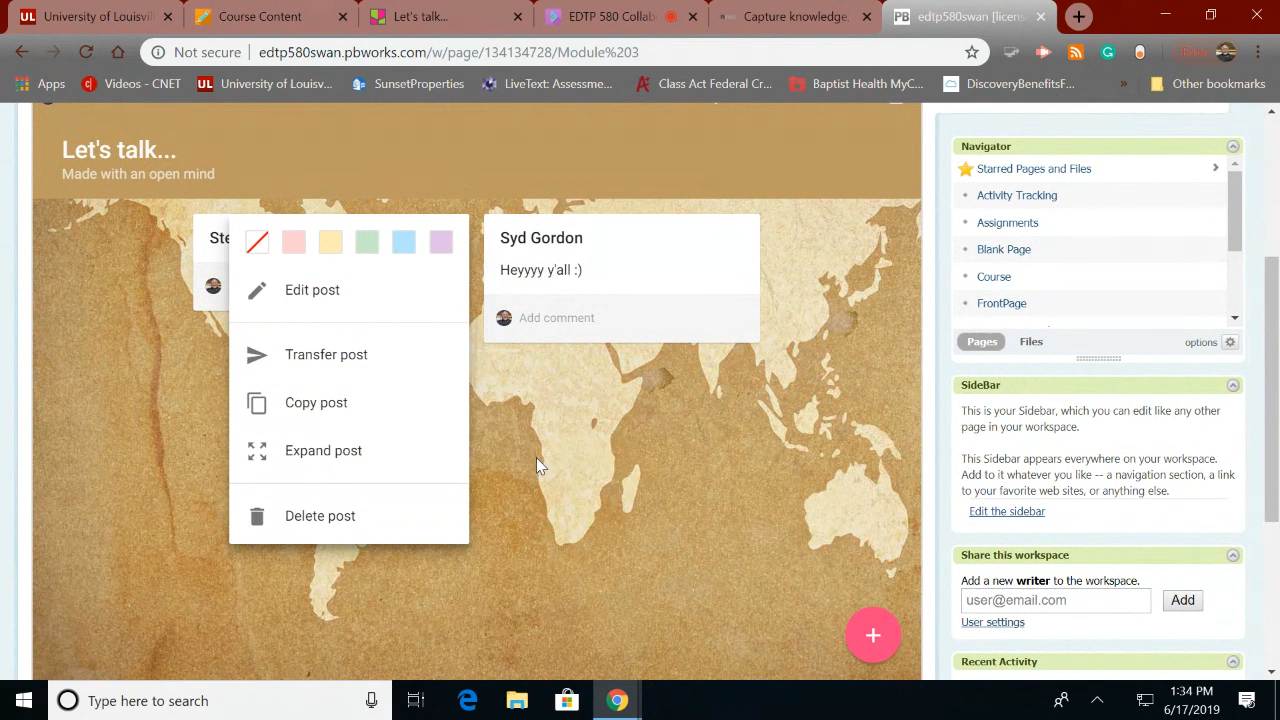 University of Louisvill
Course Content
Let's talk...
EDTP 580 Collab
Capture knowledge,
PB edtp580swan [licens
Not secure edtp580swan.pbworks.com/w/page/134134728/Module%203
Apps
Videos - CNET
University of Louisv...
SunsetProperties
LiveText: Assessme...
Class Act Federal Cr...
Baptist Health MyC...
DiscoveryBenefitsF...
»
Other bookmarks
Let's talk...
Made with an open mind
Ste
Edit post
Transfer post
Copy post
Expand post
Delete post
Syd Gordon
Heyyyy y'all :)
Add comment
+
Navigator
Starred Pages and Files
Activity Tracking
Assignments
Blank Page
Course
FrontPage
Pages Files options
SideBar
This is your Sidebar, which you can edit like any other
page in your workspace.
This Sidebar appears everywhere on your workspace.
Add to it whatever you like -- a navigation section, a link
to your favorite web sites, or anything else.
Edit the sidebar
Share this workspace
Add a new writer to the workspace.
user@email.com Add
User settings
Recent Activity
Type here to search
1:34 PM
6/17/2019